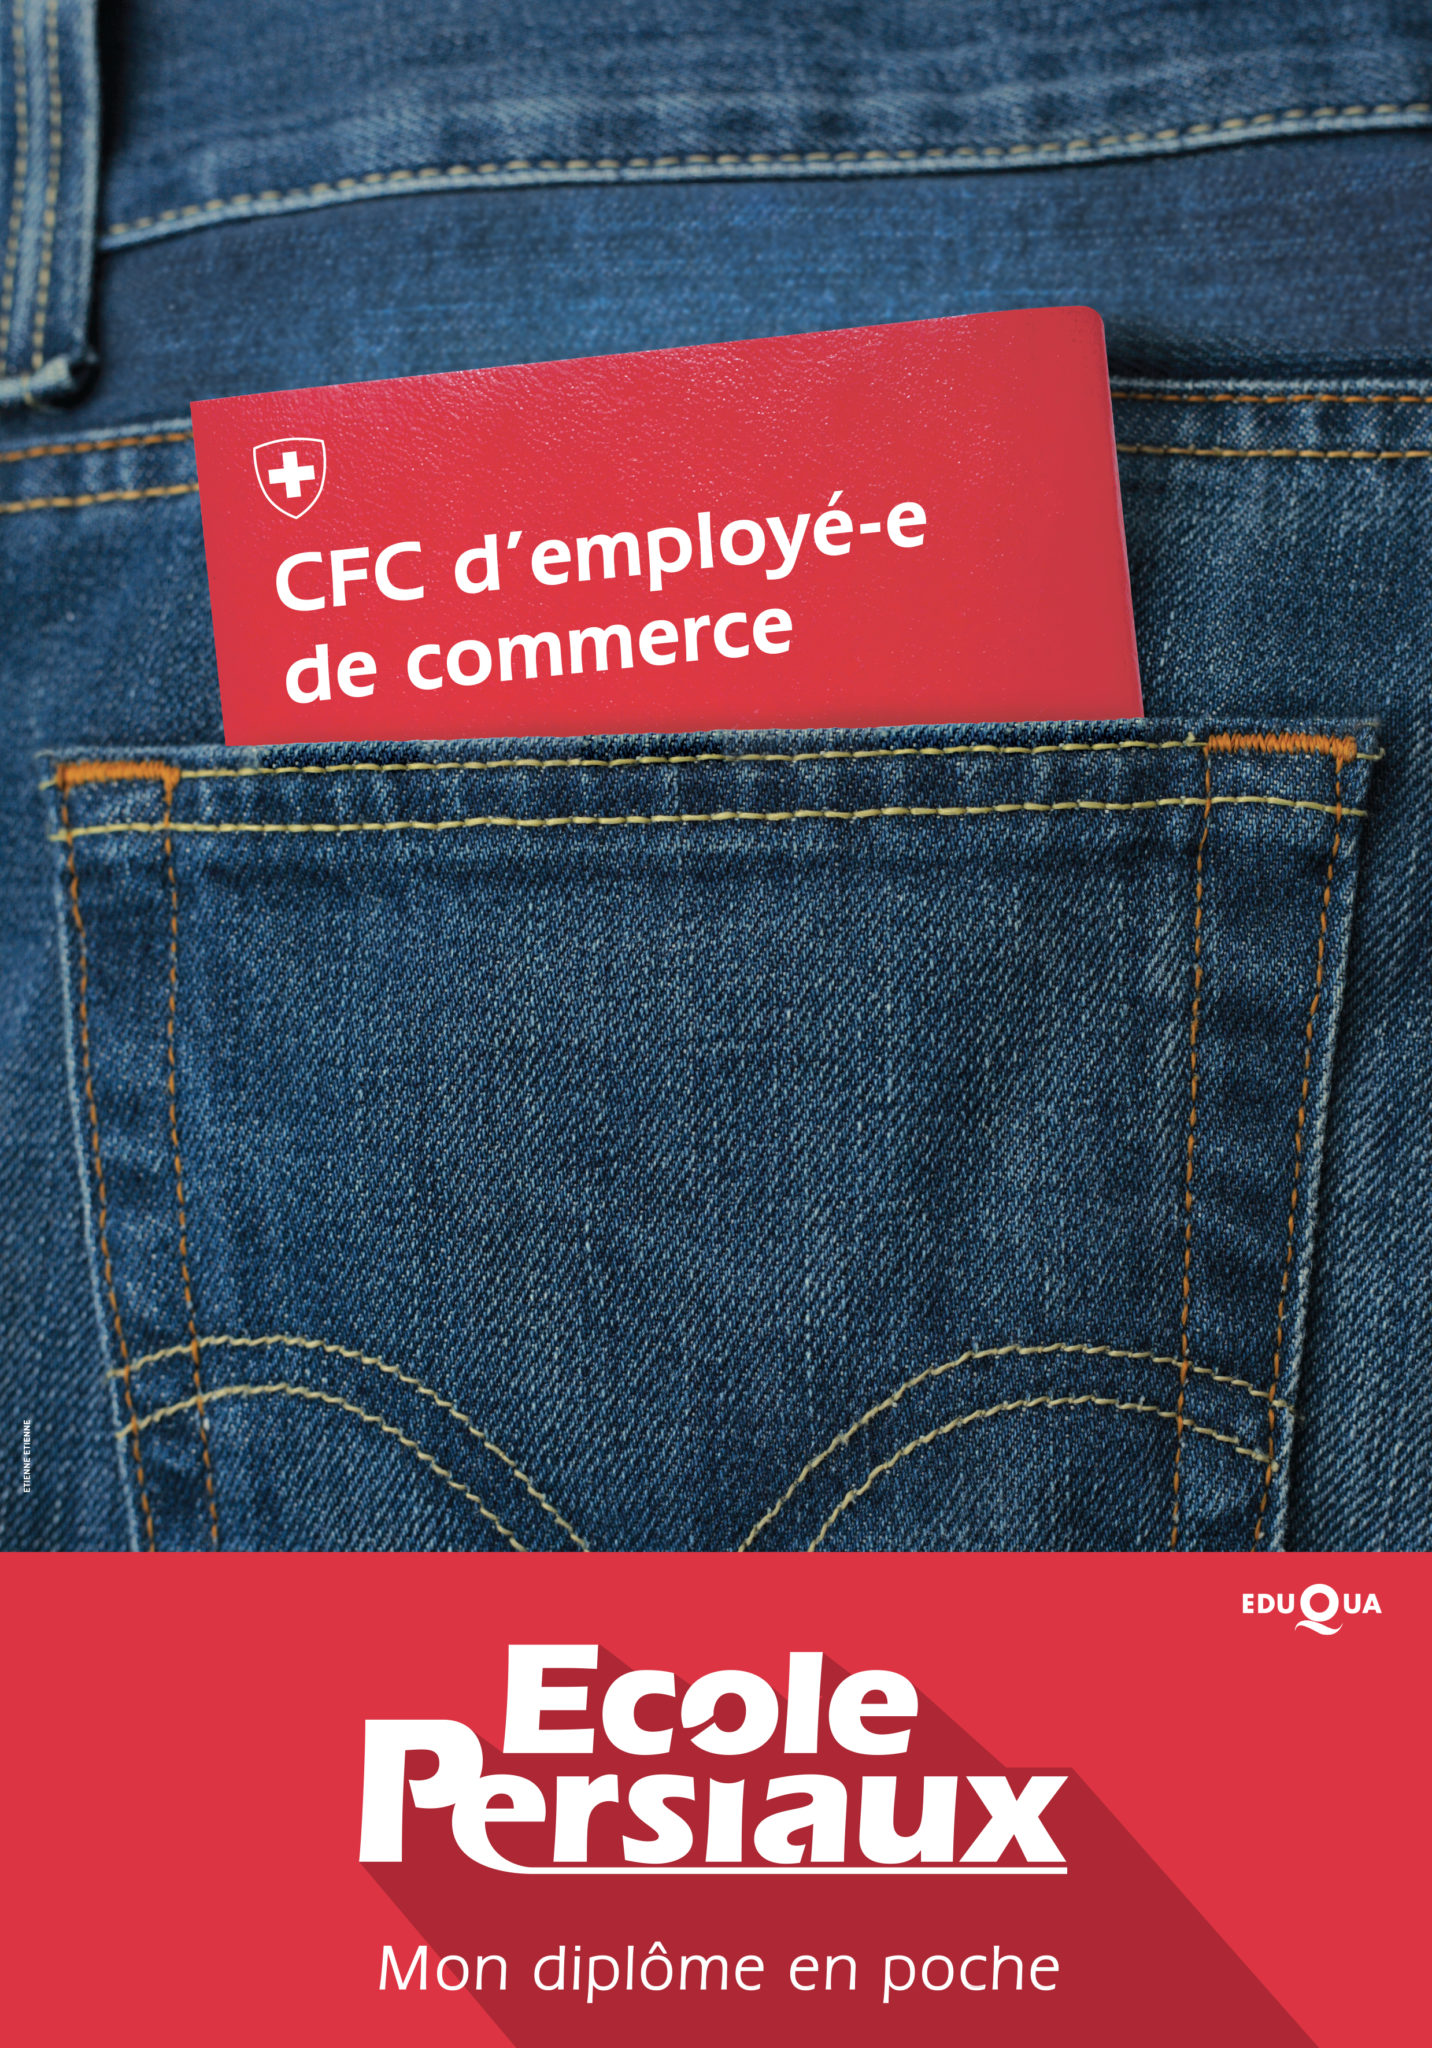 CFC d'employé-e
de commerce
ETIENNE ETIENNE
EDUQUA
Ecole
Persiaux
Mon diplôme en poche